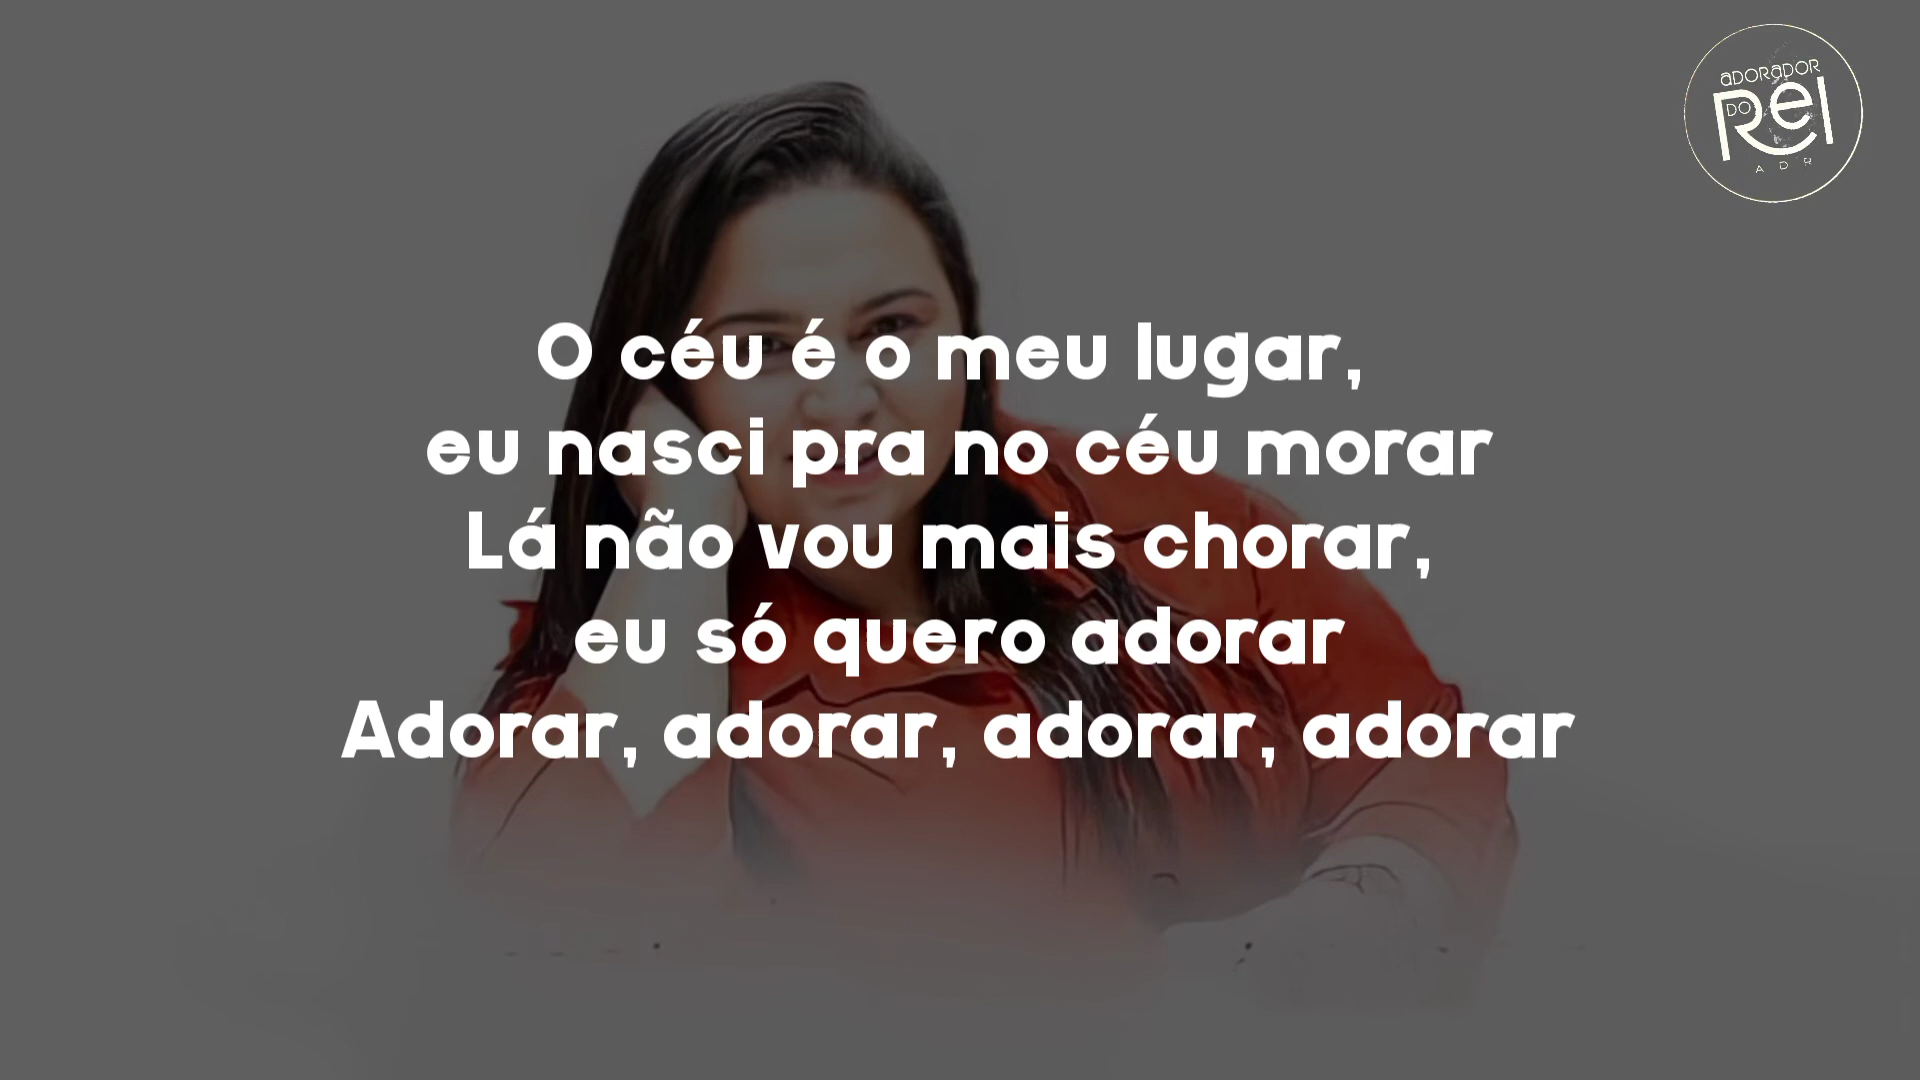 ADORADOR
DO
ReI
ADR
O céu é o meu lugar,
eu nasci pra no céu morar
Lá não vou mais chorar,
eu só quero adorar
Adorar, adorar, adorar, adorar